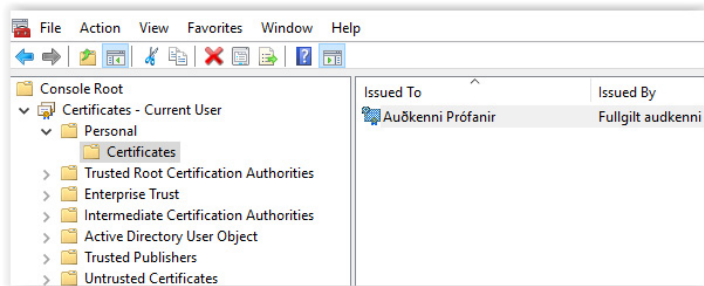 File Action View Favorites Window Help
Console Root
Certificates - Current User
Personal
Certificates
Trusted Root Certification Authorities
Enterprise Trust
Intermediate Certification Authorities
Active Directory User Object
Trusted Publishers
Untrusted Certificates
Issued To Issued By
Auðkenni Prófanir Fullgilt audkenni